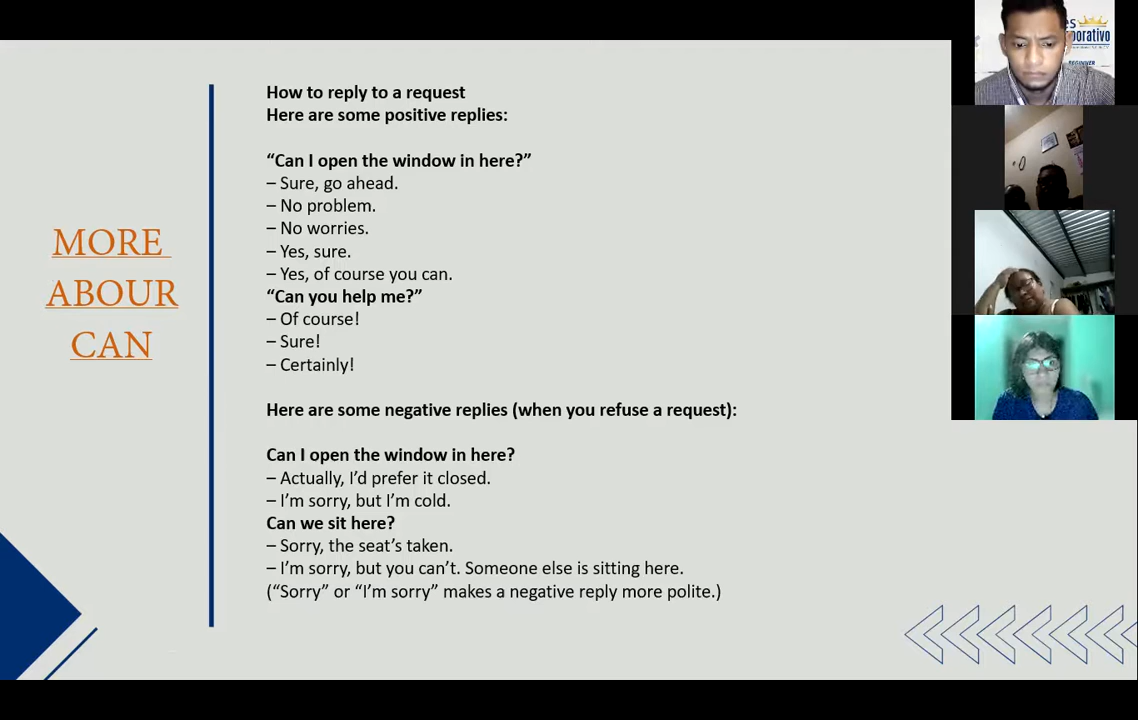 MORE
ABOUR
CAN
How to reply to a request
Here are some positive replies:
“Can I open the window in here?”
– Sure, go ahead.
– No problem.
– No worries.
– Yes, sure.
– Yes, of course you can.
“Can you help me?”
– Of course!
– Sure!
– Certainly!
Here are some negative replies (when you refuse a request):
Can I open the window in here?
– Actually, I’d prefer it closed.
– I’m sorry, but I’m cold.
Can we sit here?
– Sorry, the seat’s taken.
– I’m sorry, but you can’t. Someone else is sitting here.
(“Sorry” or “I’m sorry” makes a negative reply more polite.)
es
porativo